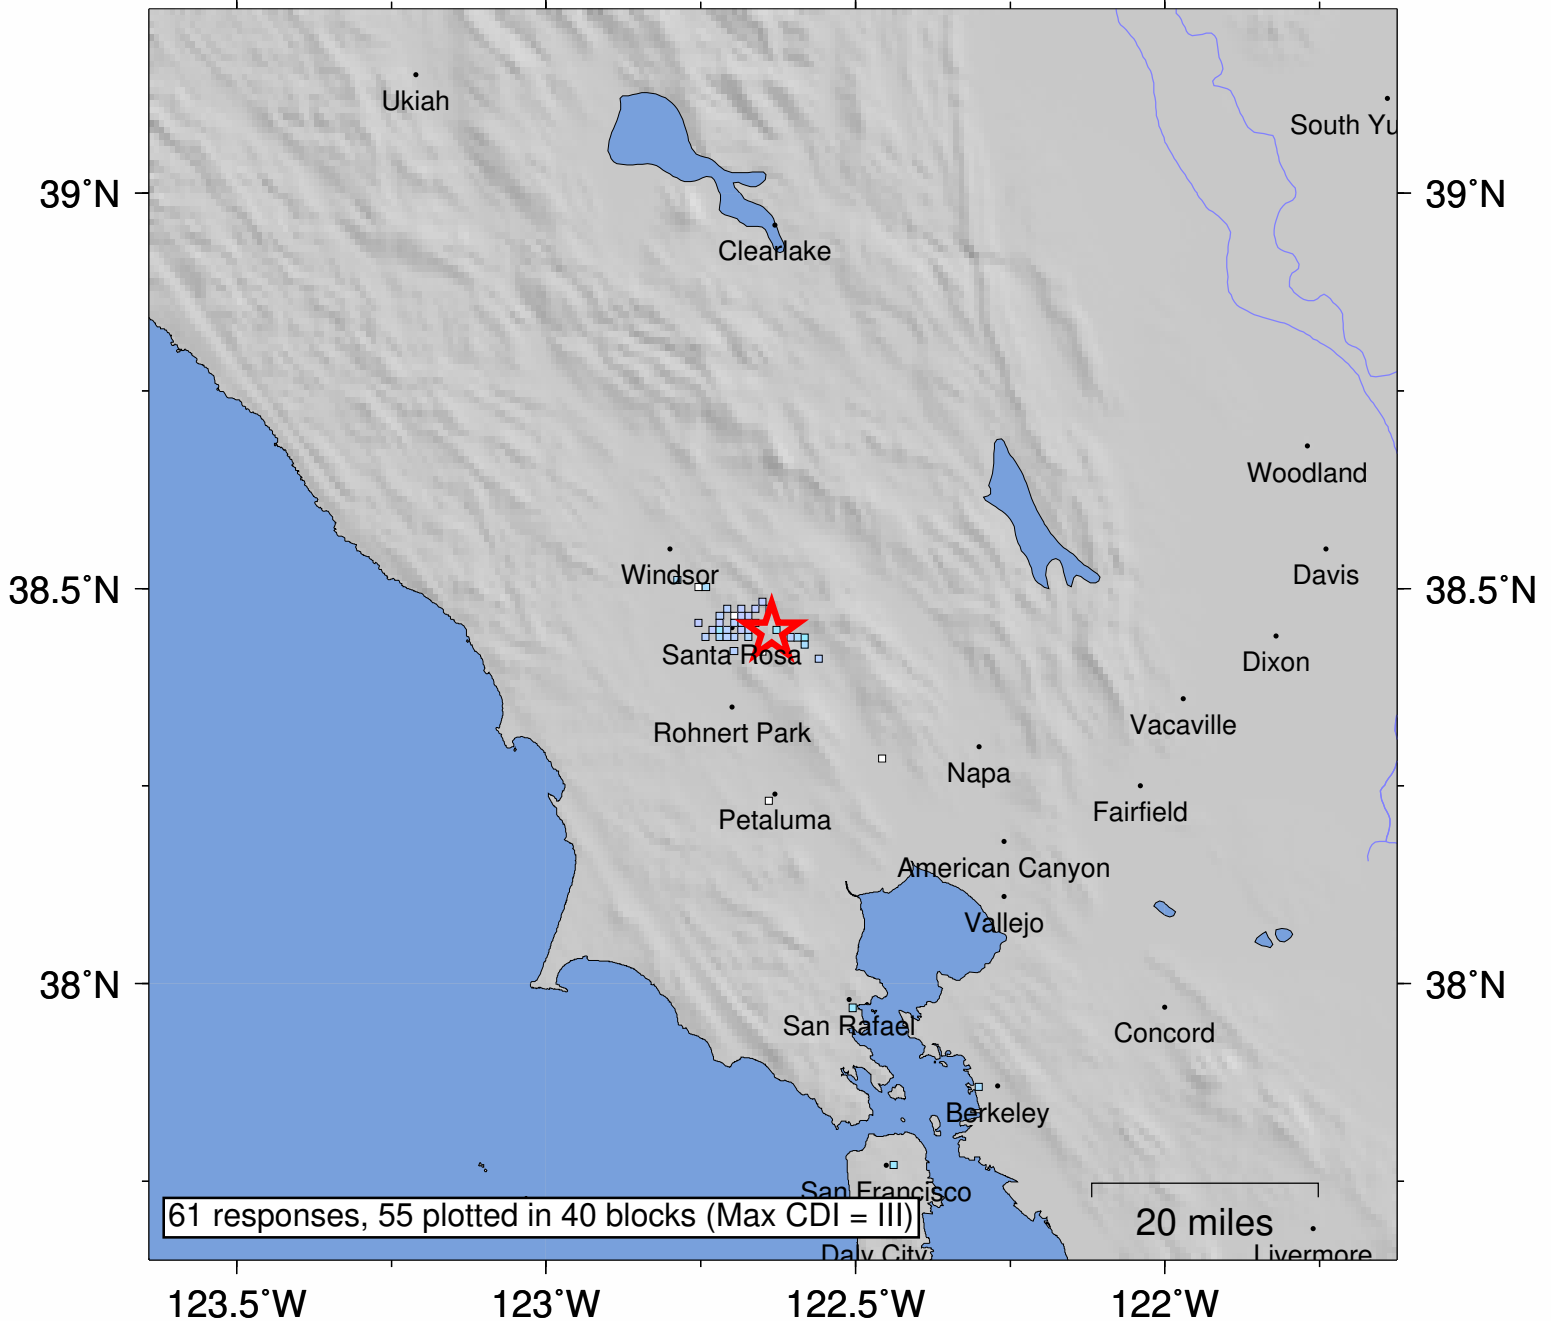 Ukiah
South Yu
39°N
39°N
Clearlake
Woodland
Windsor
Davis
38.5°N
38.5°N
Santa Rosa
Dixon
Vacaville
Rohnert Park
Napa
Fairfield
Petaluma
American Canyon
Vallejo
38°N
38°N
San Rafael
Concord
Berkeley
San Francisco
61 responses, 55 plotted in 40 blocks (Max CDI = III)
20 miles
Daly City
Livermore
123.5°W
123°W
122.5°W
122°W